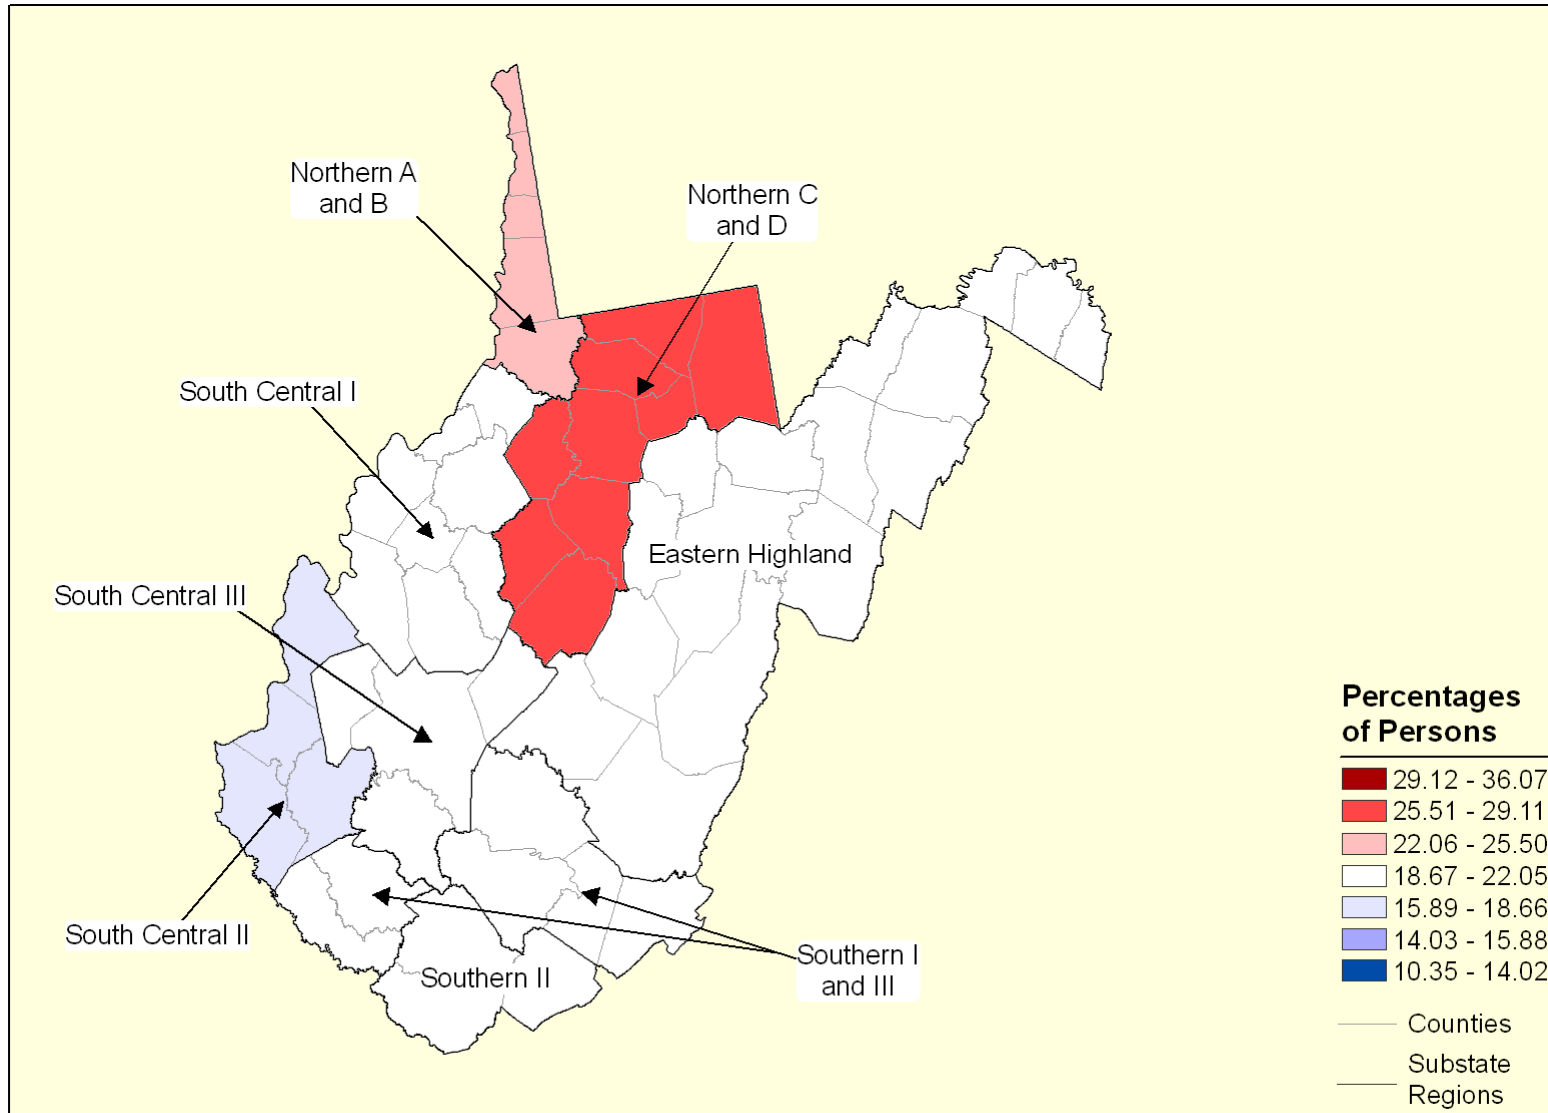 Northern A
and B
Northern C
and D
South Central I
Eastern Highland
South Central III
South Central II
Southern I
and III
Southern II
Percentages
of Persons
29.12 - 36.07
25.51 - 29.11
22.06 - 25.50
18.67 - 22.05
15.89 - 18.66
14.03 - 15.88
10.35 - 14.02
Counties
Substate
Regions